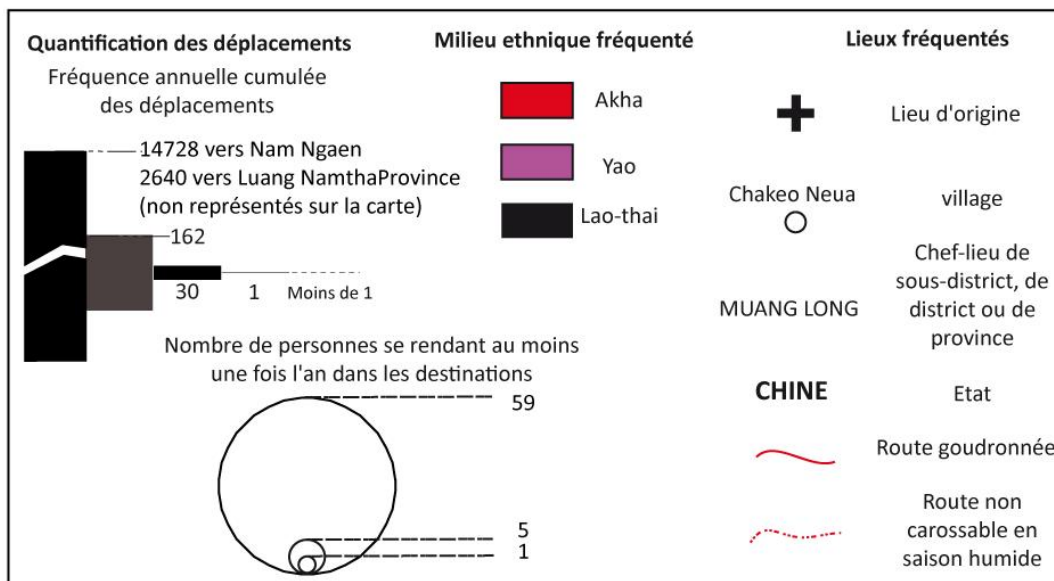 Quantification des déplacements
Fréquence annuelle cumulée
des déplacements
14728 vers Nam Ngaen
2640 vers Luang NamthaProvince
(non représentés sur la carte)
162
30
1
Moins de 1
Nombre de personnes se rendant au moins
une fois l'an dans les destinations
59
5
1
Milieu ethnique fréquenté
Akha
Yao
Lao-thai
Lieux fréquentés
Lieu d'origine
Chakeo Neua
village
MUANG LONG
Chef-lieu de
sous-district, de
district ou de
province
CHINE
Etat
Route goudronnée
Route non
carossable en
saison humide